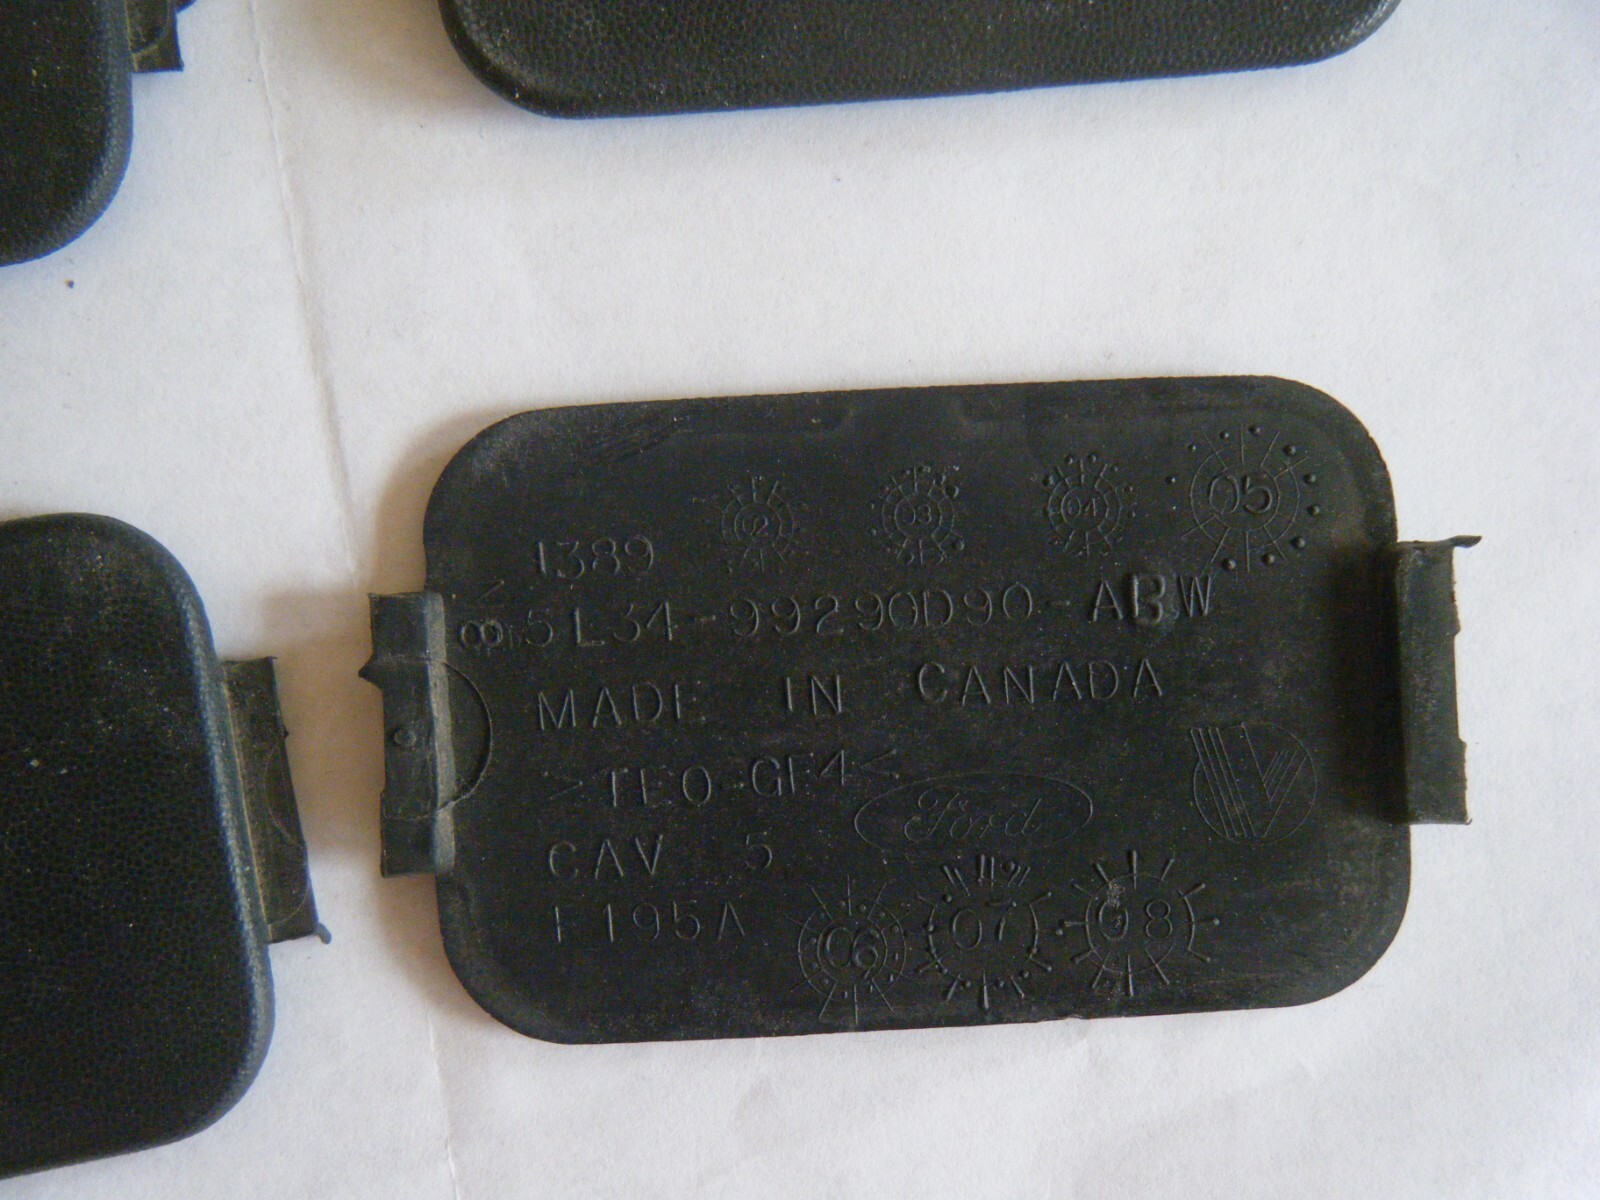 02 03 04 05
1389
5L34-99290D90-ABW
8
MADE IN CANADA
>TEO-GF4<
Ford
CAV 5
F195A
06 07 08